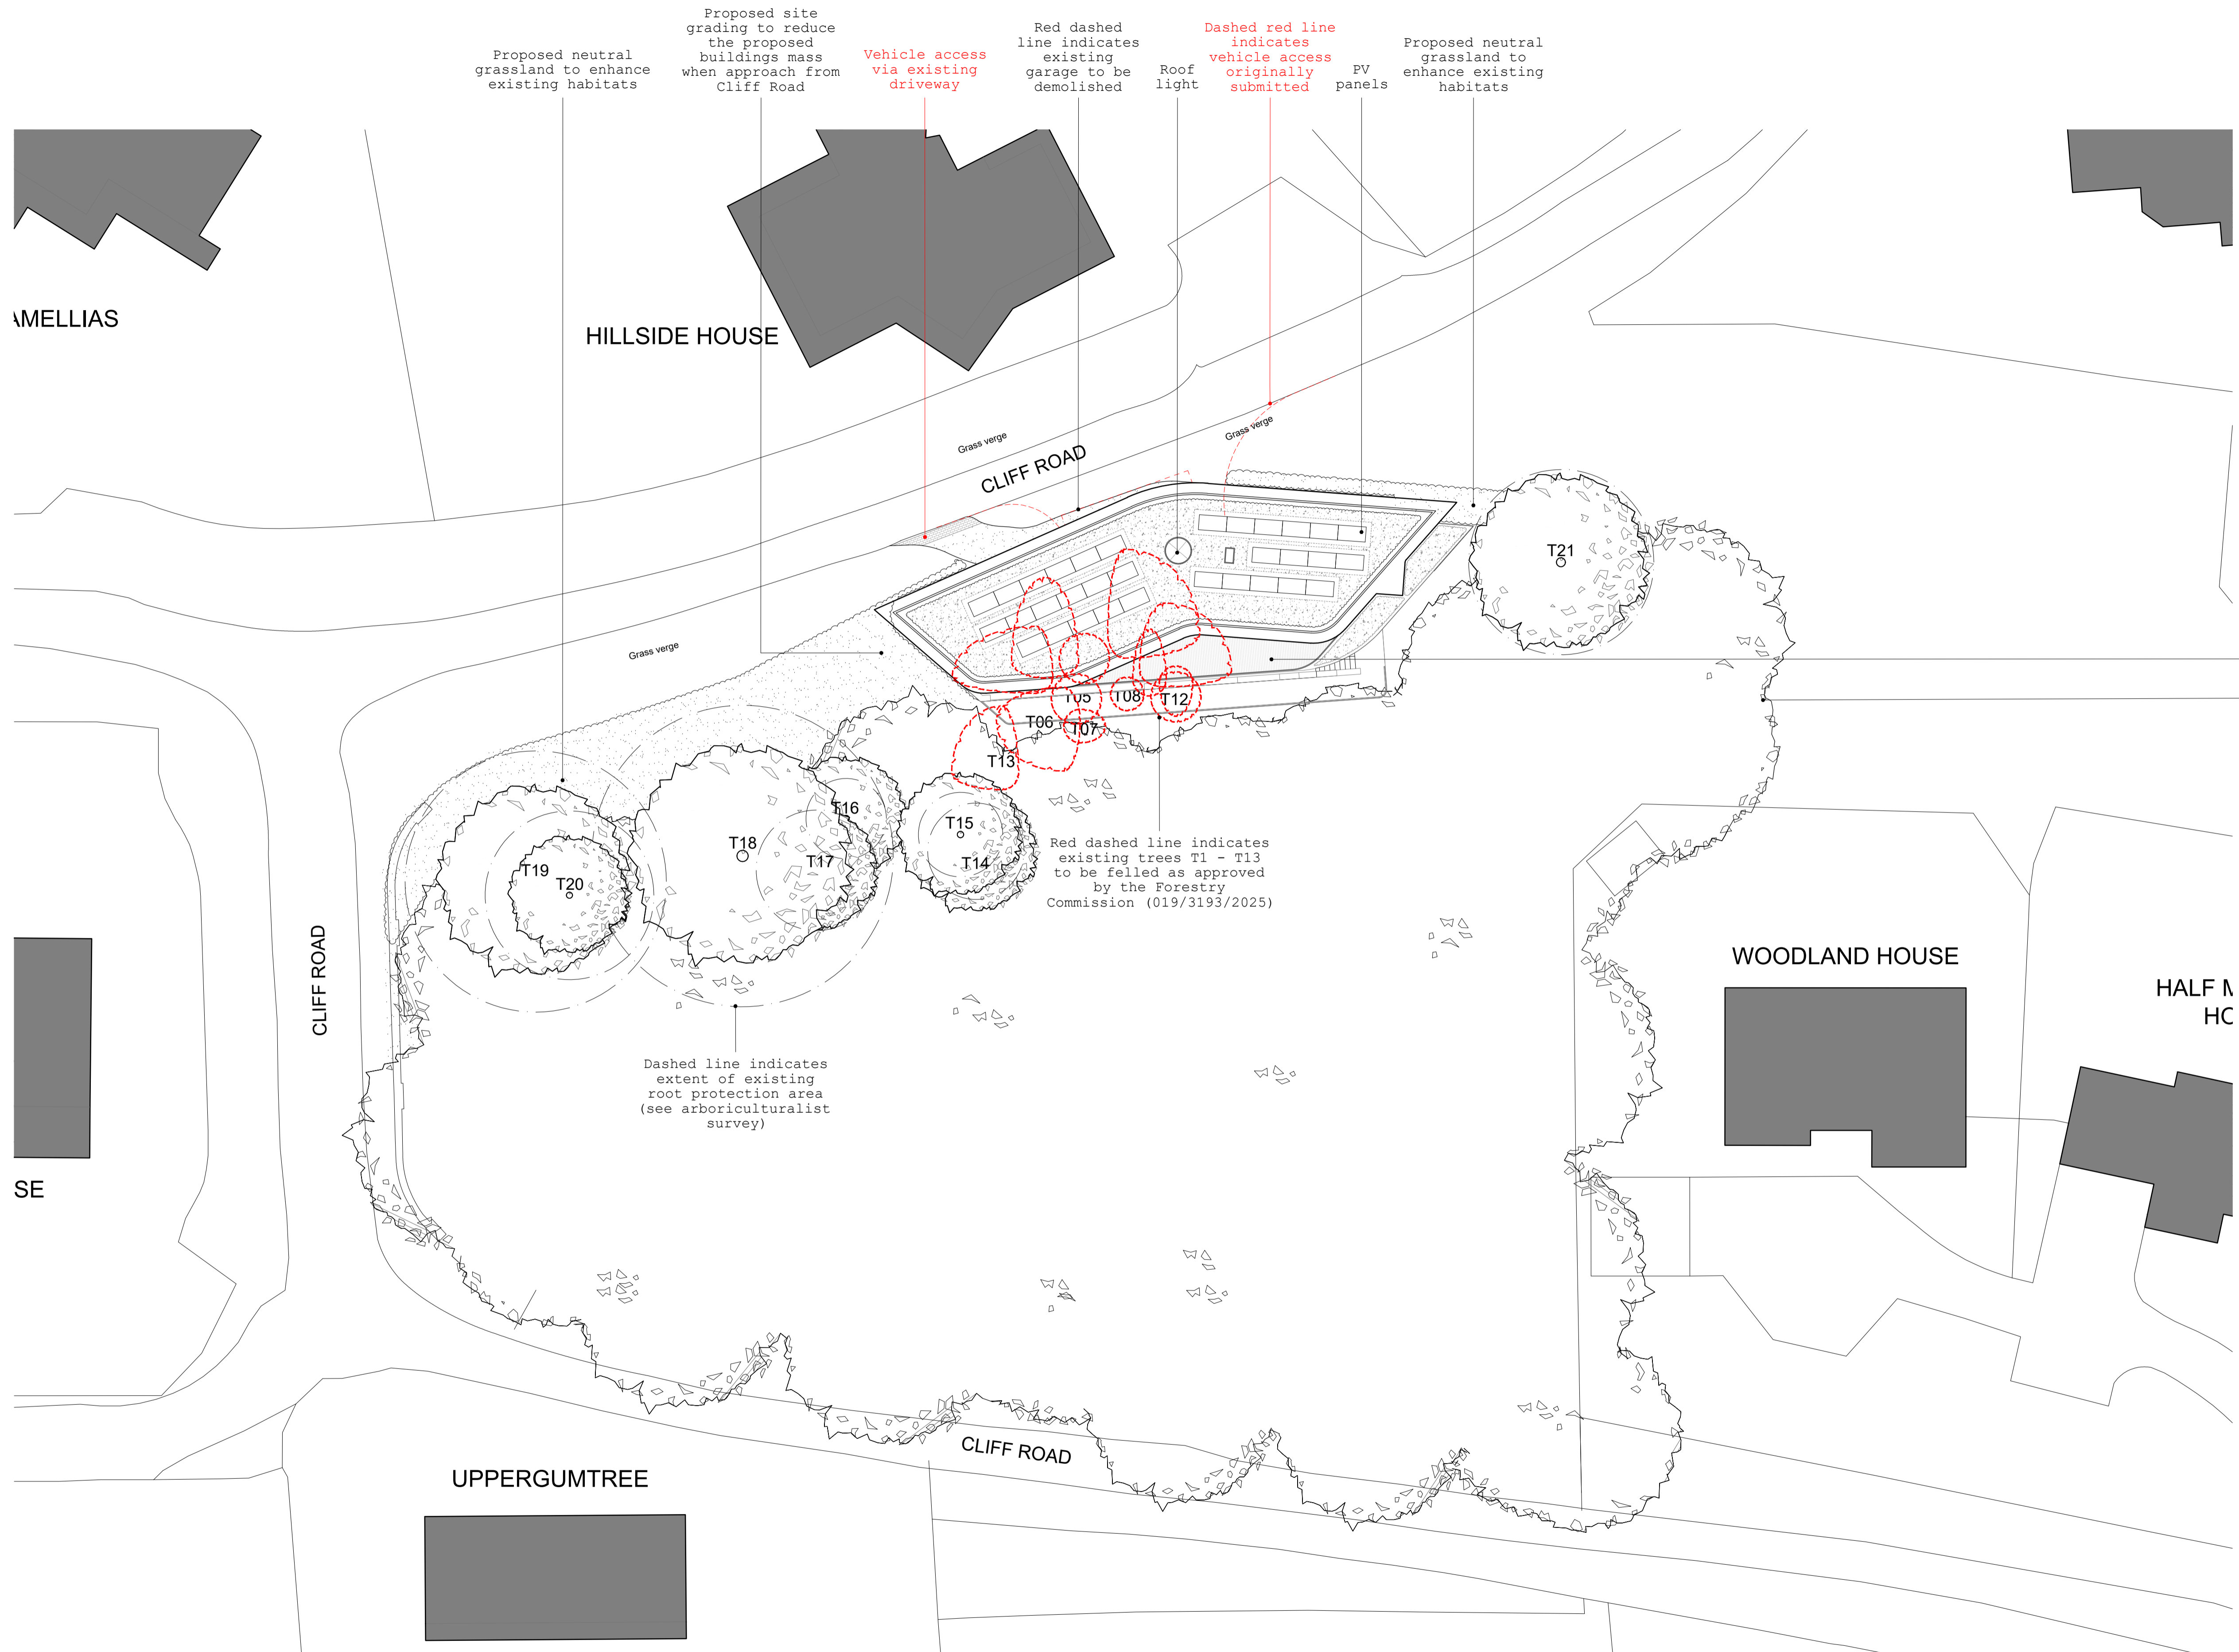 Proposed neutral
grassland to enhance
existing habitats
Proposed site
grading to reduce
the proposed
buildings mass
when approach from
Cliff Road
Vehicle access
via existing
driveway
Red dashed
line indicates
existing
garage to be
demolished
Roof
light
Dashed red line
indicates
vehicle access
originally
submitted
PV
panels
Proposed neutral
grassland to
enhance existing
habitats
AMELLIAS
HILLSIDE HOUSE
Grass verge
Grass verge
CLIFF ROAD
T21
Grass verge
T05
T08
T12
T06
T07
T13
T16
T15
T18
T17
T14
T19
T20
Red dashed line indicates
existing trees T1 - T13
to be felled as approved
by the Forestry
Commission (019/3193/2025)
CLIFF ROAD
WOODLAND HOUSE
HALF M
HO
Dashed line indicates
extent of existing
root protection area
(see arboriculturalist
survey)
SE
CLIFF ROAD
UPPERGUMTREE